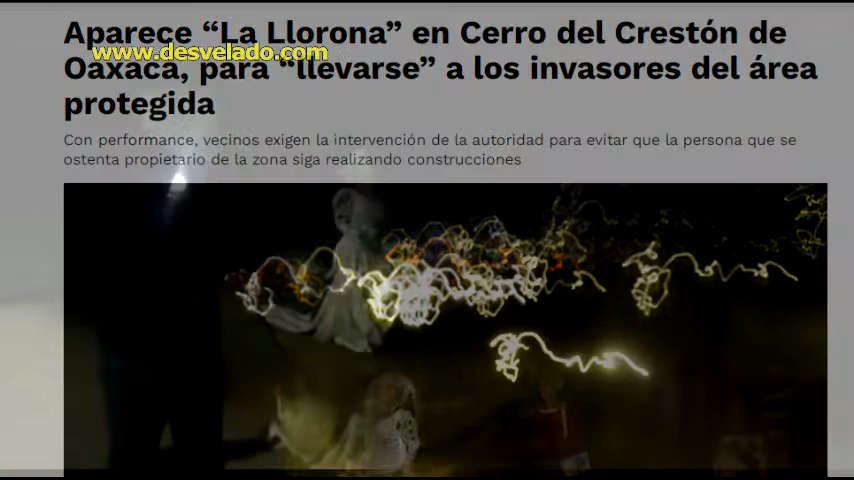 Aparece “La Llorona” en Cerro del Crestón de
www.desvelado.com
Oaxaca, para “llevarse” a los invasores del área
protegida
Con performance, vecinos exigen la intervención de la autoridad para evitar que la persona que se
ostenta propietario de la zona siga realizando construcciones